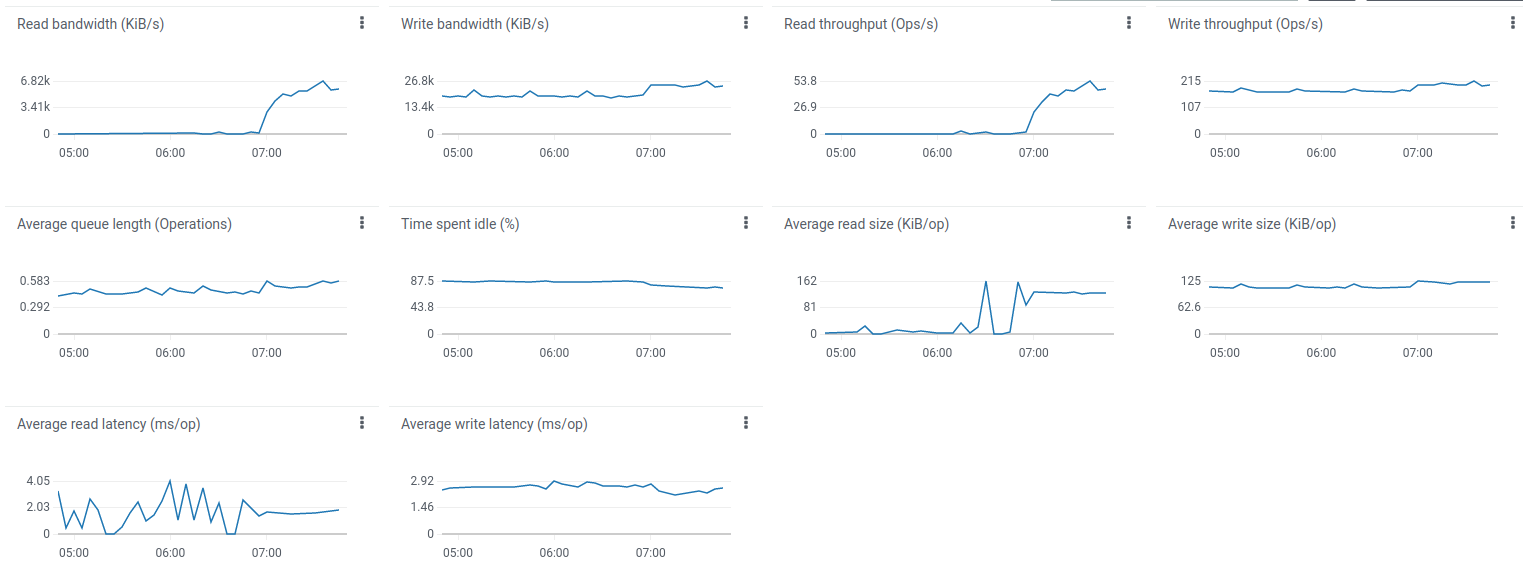 Read bandwidth (KiB/s)
6.82k
3.41k
0
05:00 06:00 07:00
Write bandwidth (KiB/s)
26.8k
13.4k
0
05:00 06:00 07:00
Read throughput (Ops/s)
53.8
26.9
0
05:00 06:00 07:00
Write throughput (Ops/s)
215
107
0
05:00 06:00 07:00
Average queue length (Operations)
0.583
0.292
0
05:00 06:00 07:00
Time spent idle (%)
87.5
43.8
0
05:00 06:00 07:00
Average read size (KiB/op)
162
81
0
05:00 06:00 07:00
Average write size (KiB/op)
125
62.6
0
05:00 06:00 07:00
Average read latency (ms/op)
4.05
2.03
0
05:00 06:00 07:00
Average write latency (ms/op)
2.92
1.46
0
05:00 06:00 07:00